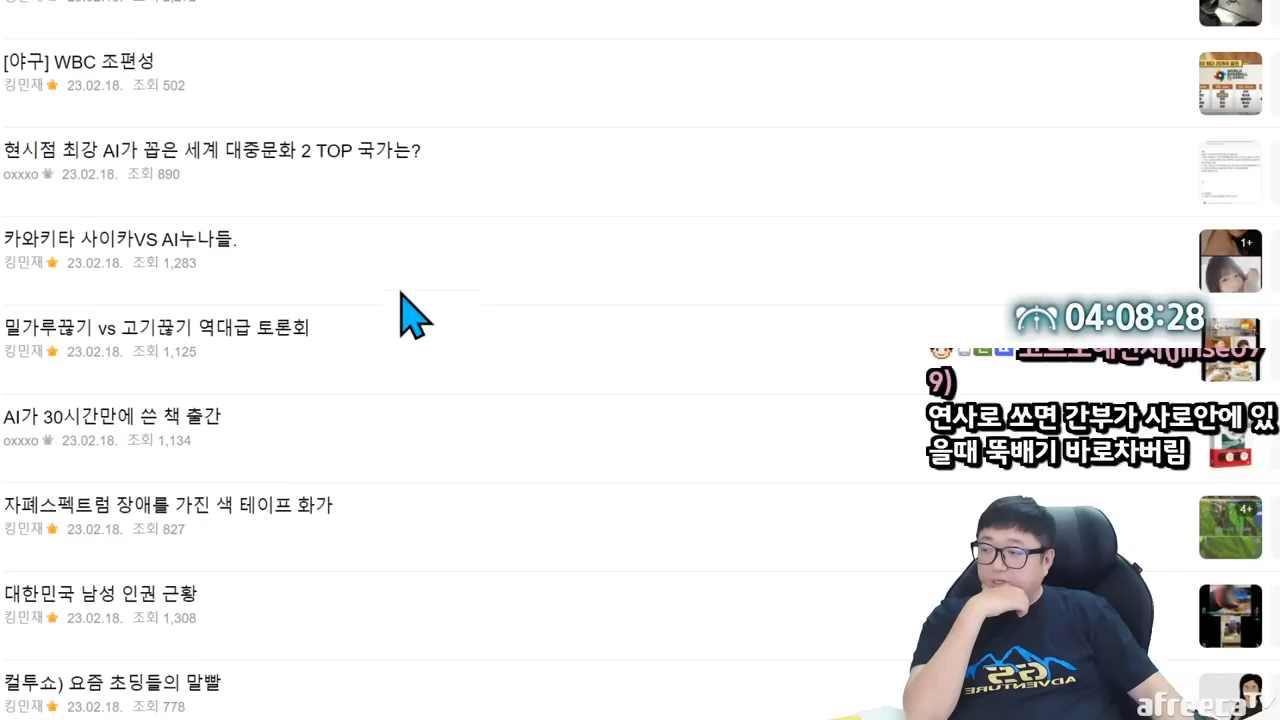 [야구] WBC 조편성
킹민재 23.02.18. 조회 502
현시점 최강 AI가 꼽은 세계 대중문화 2 TOP 국가는?
oxxxo 23.02.18. 조회 890
카와키타 사이카VS AI누나들.
킹민재 23.02.18. 조회 1,283
1+
밀가루끊기 vs 고기끊기 역대급 토론회
킹민재 23.02.18. 조회 1,125
04:08:28
9)
연사로 쏘면 간부가 사로안에 있
을때 뚝배기 바로차버림
AI가 30시간만에 쓴 책 출간
oxxxo 23.02.18. 조회 1,134
자폐스펙트럼 장애를 가진 색 테이프 화가
킹민재 23.02.18. 조회 827
4+
대한민국 남성 인권 근황
킹민재 23.02.18. 조회 1,308
컬투쇼) 요즘 초딩들의 말빨
킹민재 23.02.18. 조회 778
ADVENTURE
afreecaTV